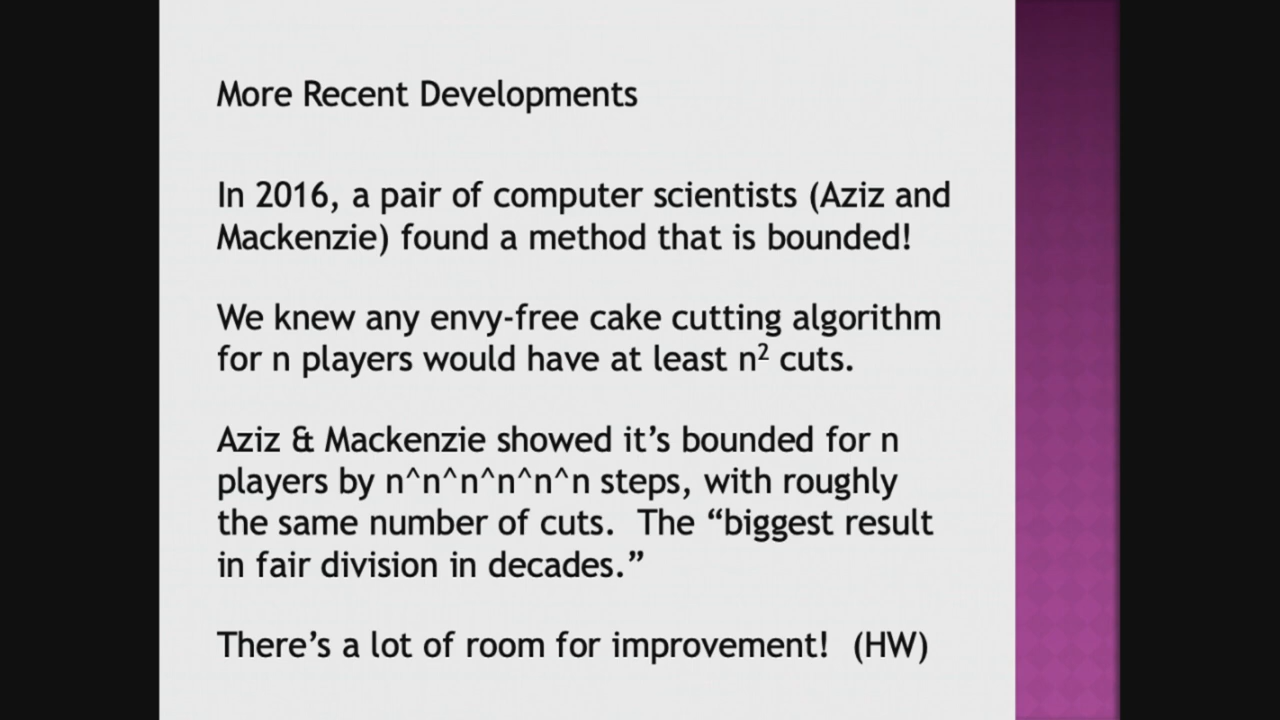 More Recent Developments
In 2016, a pair of computer scientists (Aziz and
Mackenzie) found a method that is bounded!
We knew any envy-free cake cutting algorithm
for n players would have at least n² cuts.
Aziz & Mackenzie showed it’s bounded for n
players by n^n^n^n^n^n steps, with roughly
the same number of cuts.  The “biggest result
in fair division in decades.”
There’s a lot of room for improvement!  (HW)